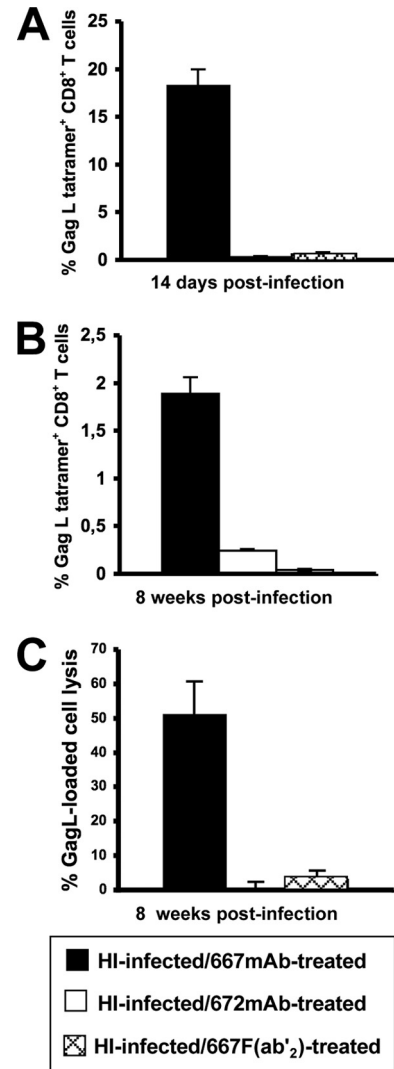 A
% Gag L tatramer+ CD8+ T cells
25
20
15
10
5
0
14 days post-infection
B
% Gag L tatramer+ CD8+ T cells
2,5
2
1,5
1
0,5
0
8 weeks post-infection
C
% GagL-loaded cell lysis
70
60
50
40
30
20
10
0
8 weeks post-infection
HI-infected/667mAb-treated
HI-infected/672mAb-treated
HI-infected/667F(ab'2)-treated